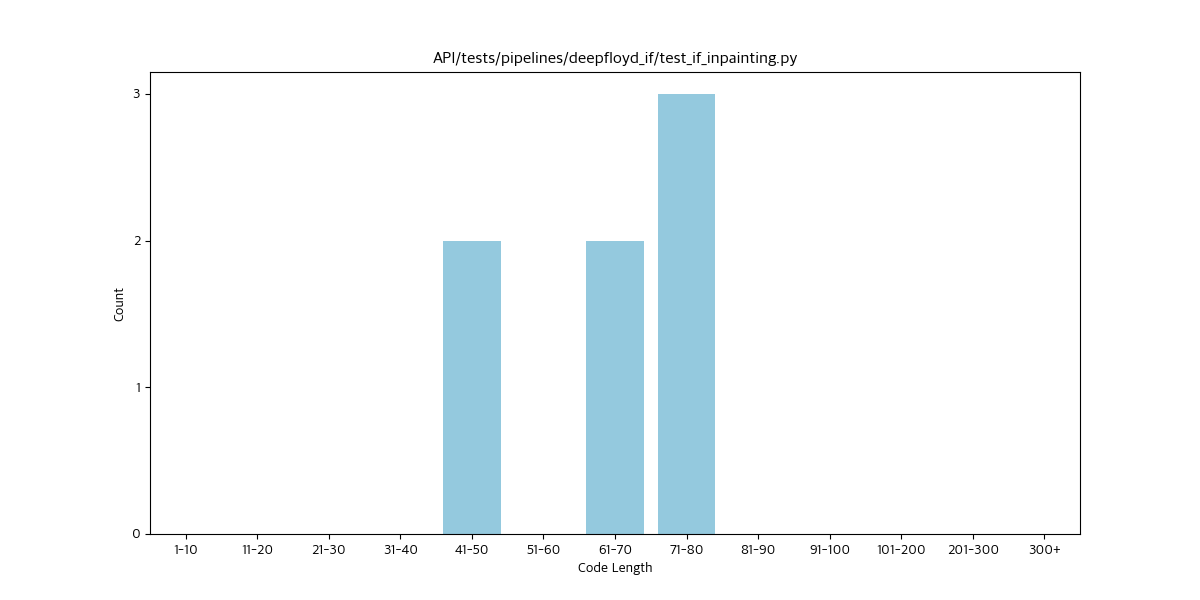 API/tests/pipelines/deepfloyd_if/test_if_inpainting.py
3
2
1
0
Count
1-10 11-20 21-30 31-40 41-50 51-60 61-70 71-80 81-90 91-100 101-200 201-300 300+
Code Length